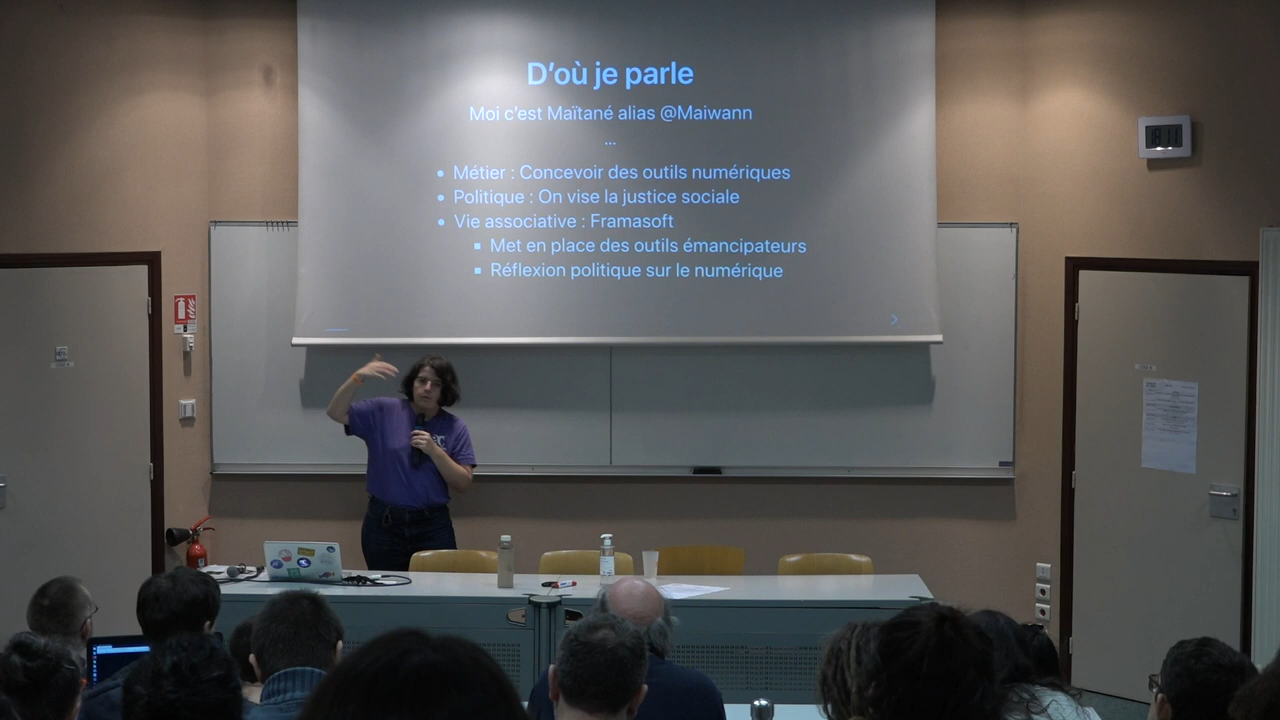 D'où je parle
Moi c'est Maïtané alias @Maiwann
...
• Métier : Concevoir des outils numériques
• Politique : On vise la justice sociale
• Vie associative : Framasoft
▪ Met en place des outils émancipateurs
▪ Réflexion politique sur le numérique